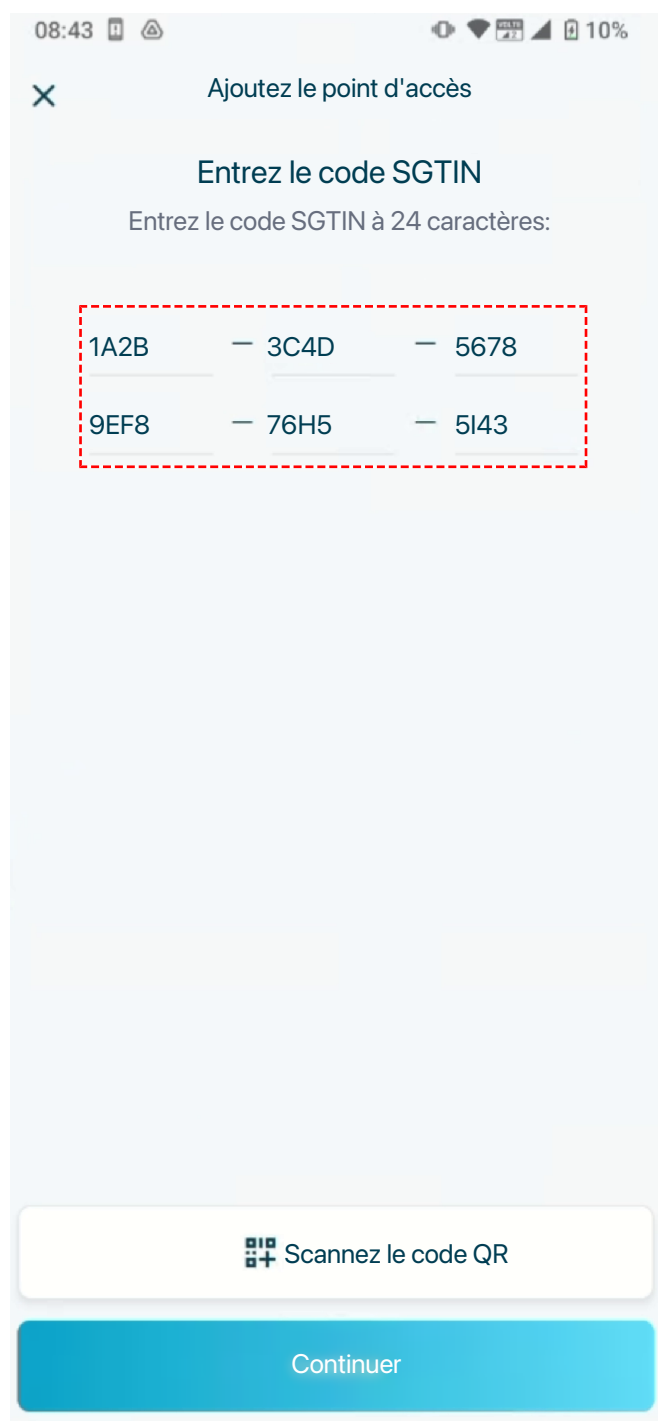 08:43 10%
Ajoutez le point d'accès
Entrez le code SGTIN
Entrez le code SGTIN à 24 caractères:
1A2B – 3C4D – 5678
9EF8 – 76H5 – 5I43
Scannez le code QR
Continuer